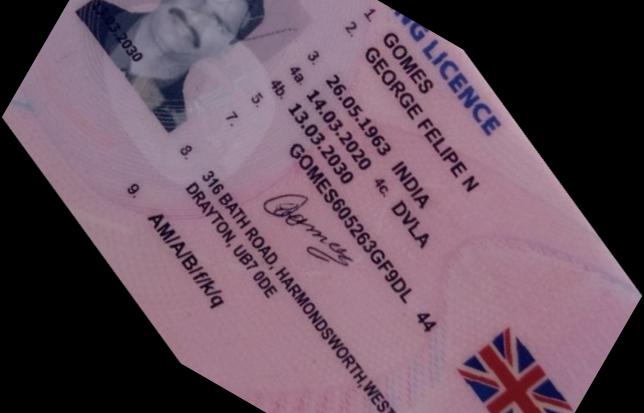 NG LICENCE
1. GOMES
2. GEORGE FELIPE N
3. 26.05.1963 INDIA
4a. 14.03.2020 4c. DVLA
4b. 13.03.2030
5. GOMES605263GF9DL 44
7. Gomes
8. 316 BATH ROAD, HARMONDSWORTH, WEST
DRAYTON, UB7 0DE
9. AM/A/B/f/k/q
.03.2030